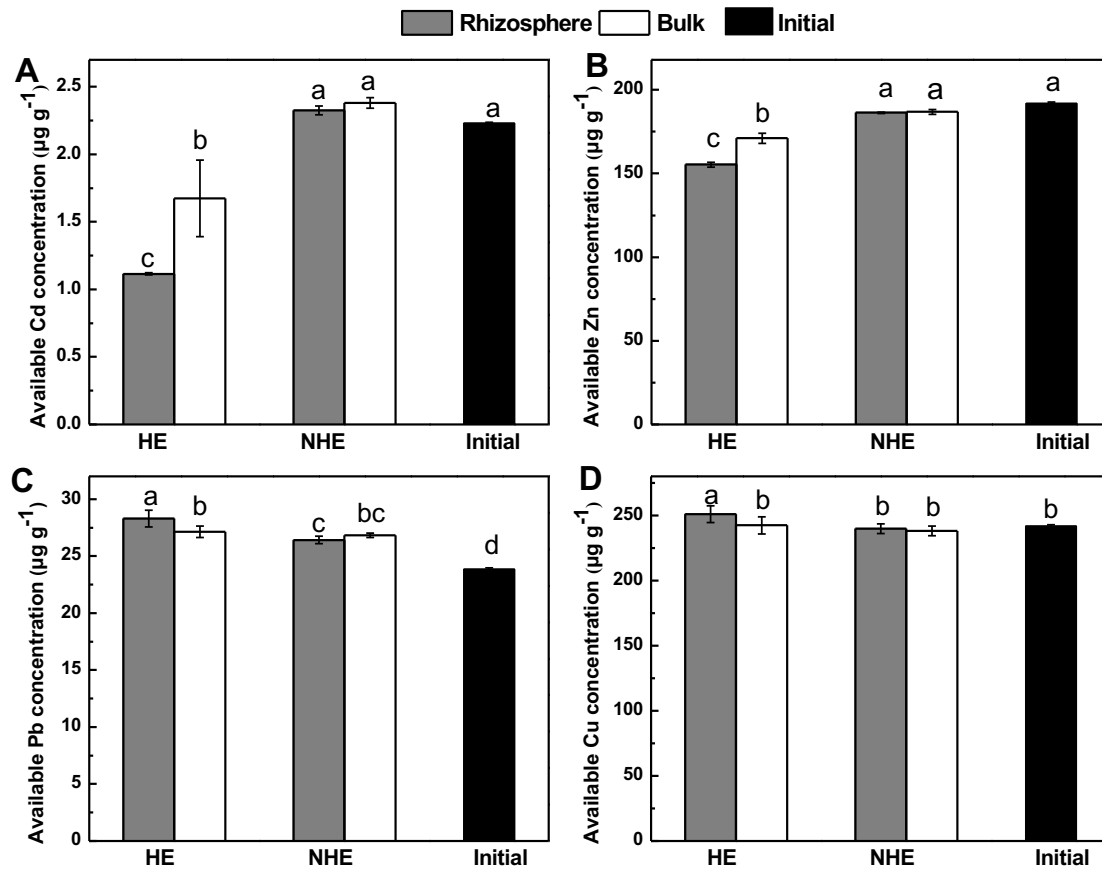 Rhizosphere Bulk Initial
A
Available Cd concentration (µg g-1)
2.5
2.0
1.5
1.0
0.5
0.0
c b a a a
HE NHE Initial
B
Available Zn concentration (µg g-1)
200
150
100
50
0
c b a a a
HE NHE Initial
C
Available Pb concentration (µg g-1)
30
25
20
15
10
5
0
a b c bc d
HE NHE Initial
D
Available Cu concentration (µg g-1)
250
200
150
100
50
0
a b b b b
HE NHE Initial